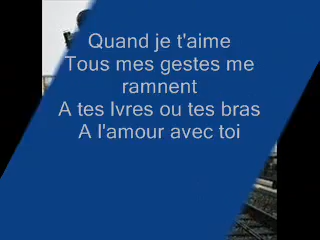 Quand je t'aime
Tous mes gestes me
ramnent
A tes lvres ou tes bras
A l'amour avec toi